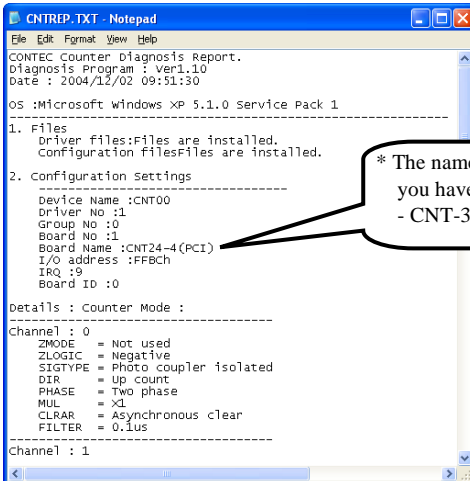 CNTREP.TXT - Notepad
File Edit Format View Help
CONTEC Counter Diagnosis Report.
Diagnosis Program : Ver1.10
Date : 2004/12/02 09:51:30
OS :Microsoft Windows XP 5.1.0 Service Pack 1
1. Files
Driver files:Files are installed.
Configuration filesFiles are installed.
2. Configuration Settings
Device Name :CNT00
Driver No :1
Group No :0
Board No :1
Board Name :CNT24-4(PCI)
I/O address :FFBCh
IRQ :9
Board ID :0
* The name
you have
- CNT-3
Details : Counter Mode :
Channel : 0
ZMODE = Not used
ZLOGIC = Negative
SIGTYPE = Photo coupler isolated
DIR = Up count
PHASE = Two phase
MUL = X1
CLRAR = Asynchronous clear
FILTER = 0.1us
Channel : 1